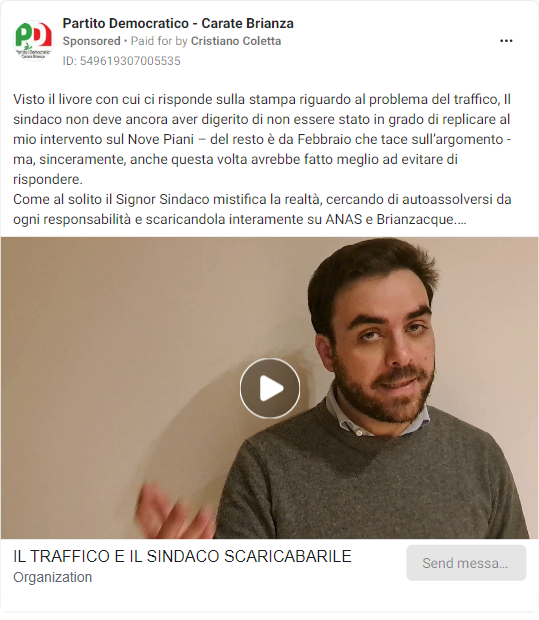 Partito Democratico - Carate Brianza
Sponsored • Paid for by Cristiano Coletta
ID: 549619307005535
PD
Partito Democratico
Carate Brianza
Visto il livore con cui ci risponde sulla stampa riguardo al problema del traffico, Il
sindaco non deve ancora aver digerito di non essere stato in grado di replicare al
mio intervento sul Nove Piani – del resto è da Febbraio che tace sull'argomento -
ma, sinceramente, anche questa volta avrebbe fatto meglio ad evitare di
rispondere.
Come al solito il Signor Sindaco mistifica la realtà, cercando di autoassolversi da
ogni responsabilità e scaricandola interamente su ANAS e Brianzacque.…
IL TRAFFICO E IL SINDACO SCARICABARILE
Organization
Send messa…